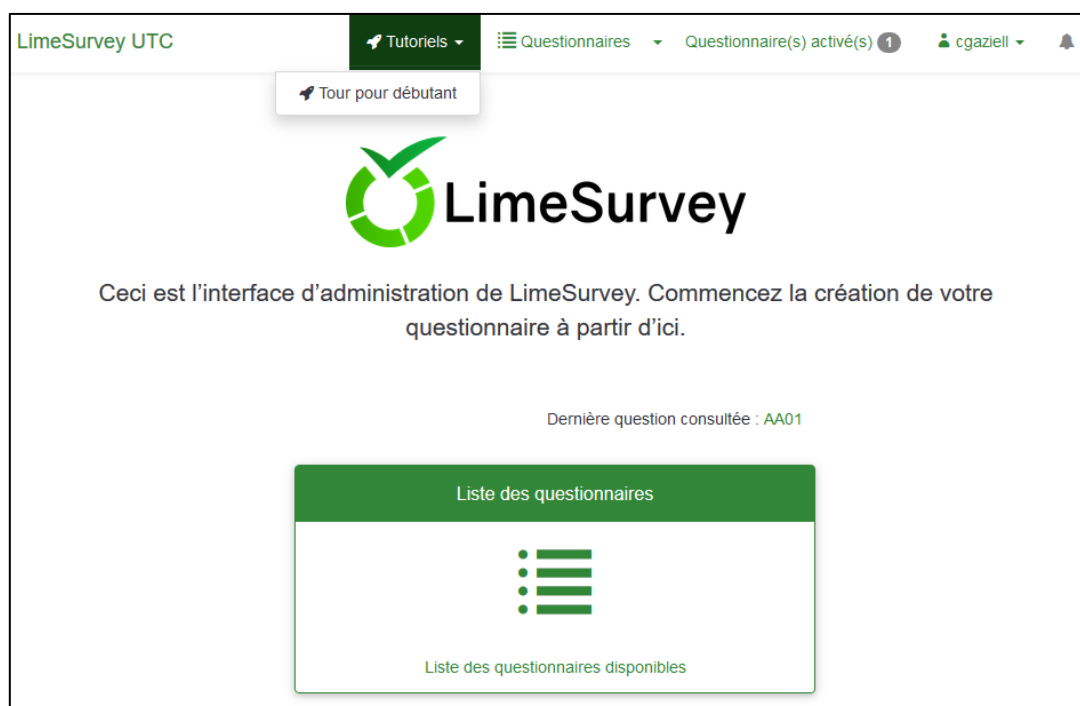 LimeSurvey UTC Tutoriels Questionnaires Questionnaire(s) activé(s) 1 cgaziell
Tour pour débutant
LimeSurvey
Ceci est l’interface d’administration de LimeSurvey. Commencez la création de votre
questionnaire à partir d’ici.
Dernière question consultée : AA01
Liste des questionnaires
Liste des questionnaires disponibles